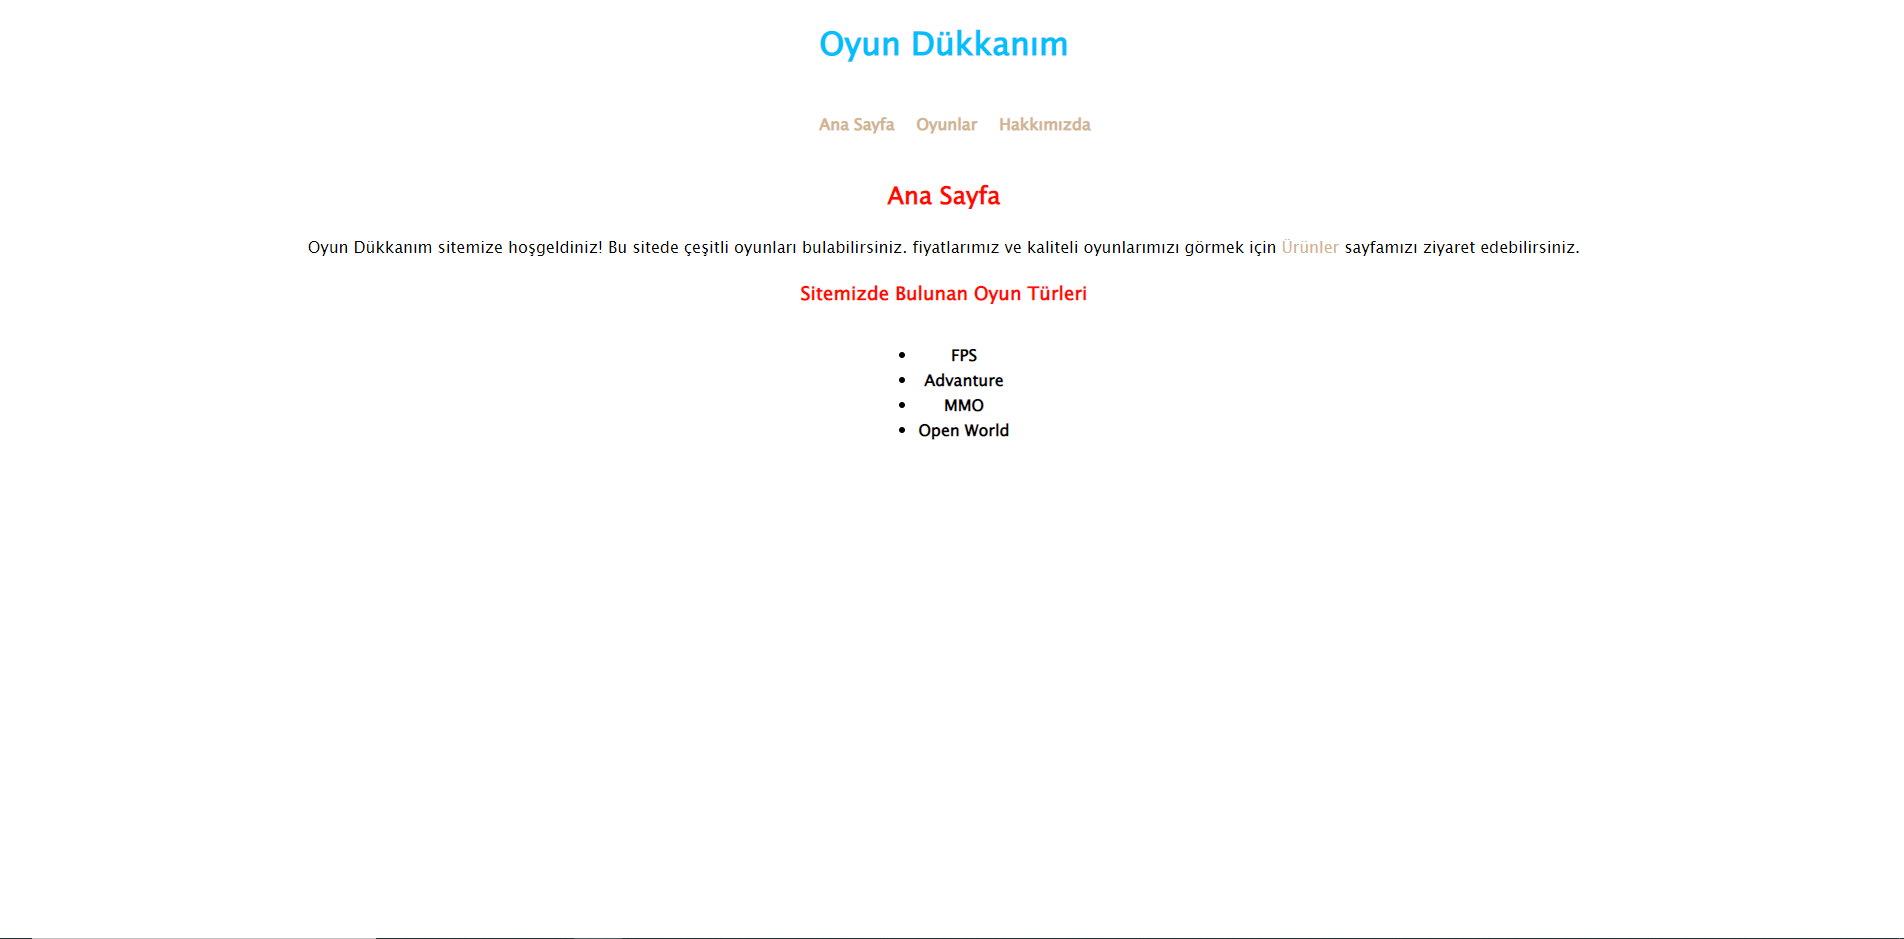 Oyun Dükkanım
Ana Sayfa Oyunlar Hakkımızda
Ana Sayfa
Oyun Dükkanım sitemize hoşgeldiniz! Bu sitede çeşitli oyunları bulabilirsiniz. fiyatlarımız ve kaliteli oyunlarımızı görmek için Ürünler sayfamızı ziyaret edebilirsiniz.
Sitemizde Bulunan Oyun Türleri
• FPS
• Advanture
• MMO
• Open World